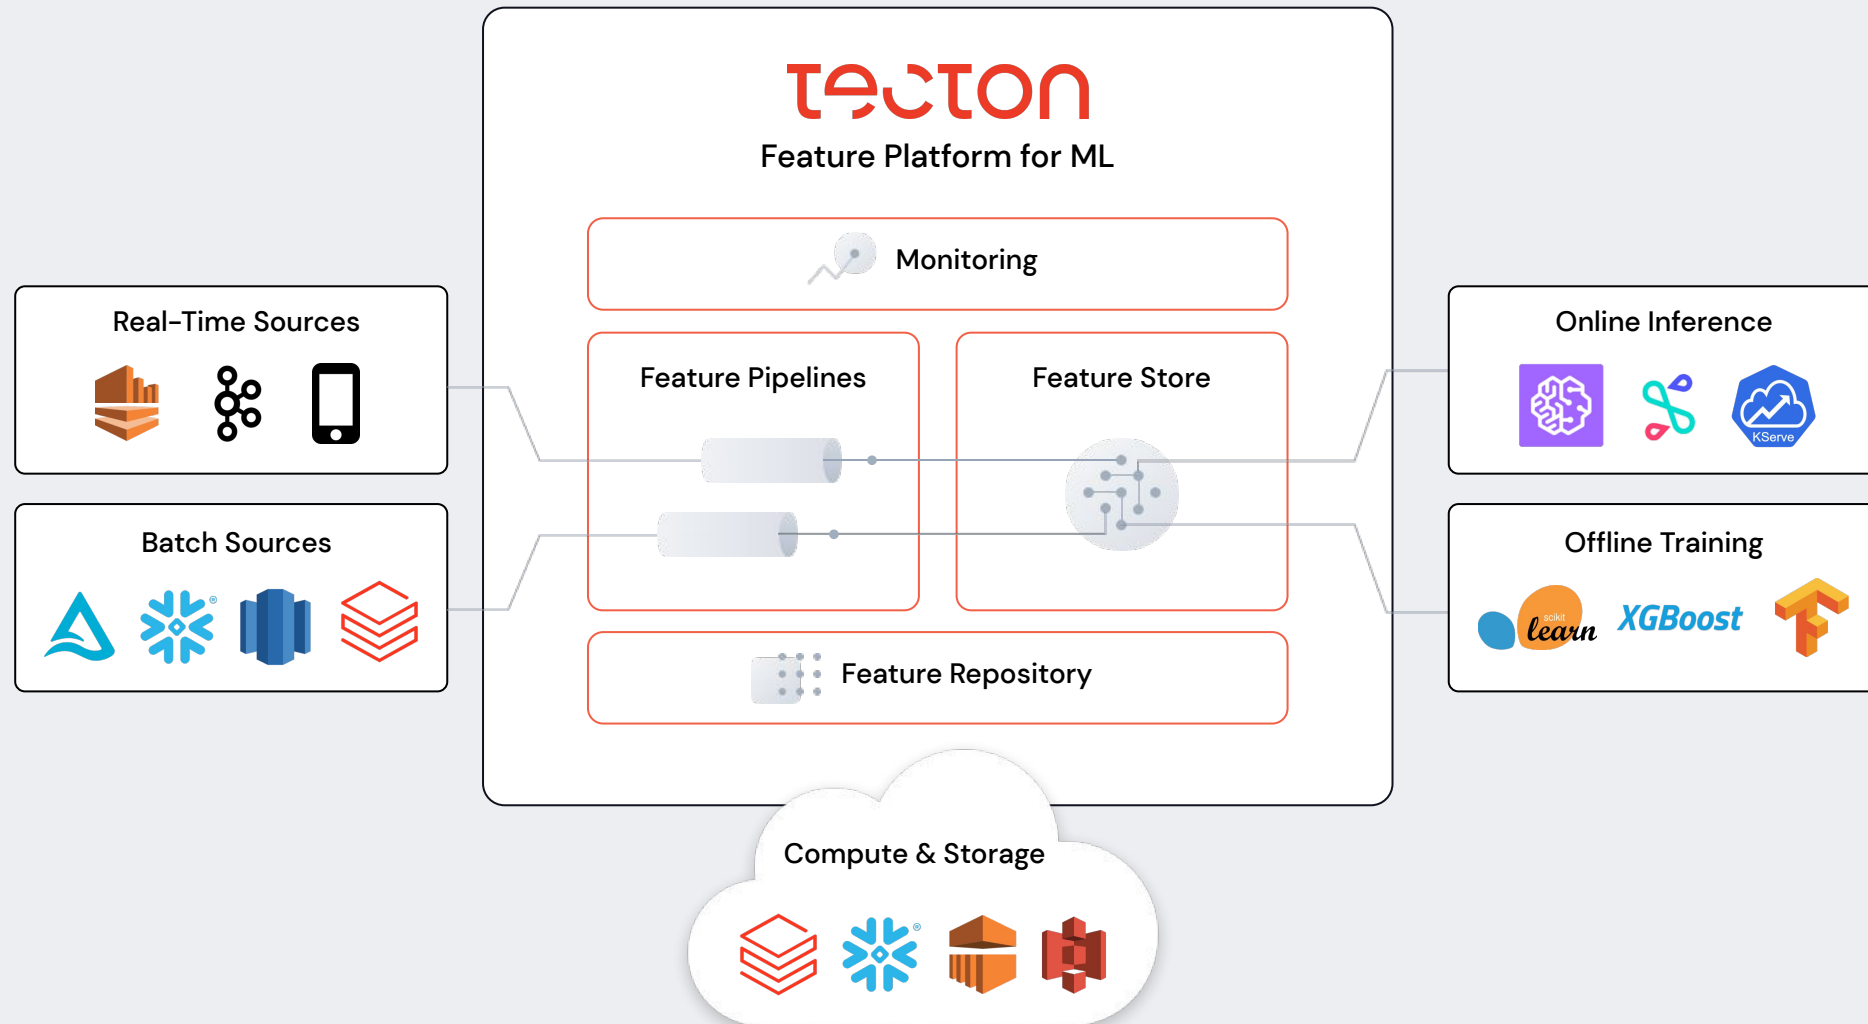 tecton
Feature Platform for ML
Monitoring
Real-Time Sources
Batch Sources
Feature Pipelines
Feature Store
Feature Repository
Online Inference
KServe
Offline Training
scikit
learn
XGBoost
Compute & Storage
®
®